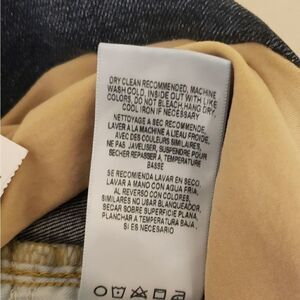 DRY CLEAN RECOMMENDED, MACHINE
WASH COLD, INSIDE OUT WITH LIKE
COLORS, DO NOT BLEACH, HANG DRY,
COOL IRON IF NECESSARY
NETTOYAGE A SEC RECOMMENDE,
LAVER A LA MACHINE A L'EAU FROIDE
AVEC DES COULEURS SIMILAIRES,
NE PAS JAVELISER, SUSPENDRE POUR
SECHER REPASSER A TEMPERATURE
BASSE
SE RECOMIENDA LAVAR EN SECO,
LAVAR A MANO CON AGUA FRIA,
AL REVERSO CON COLORES,
SIMILARES NO USAR BLANQUEADOR,
SECAR SOBRE SUPERFICIE PLANA,
PLANCHAR A TEMPERATURA BAJA,
SI ES NECESARIO